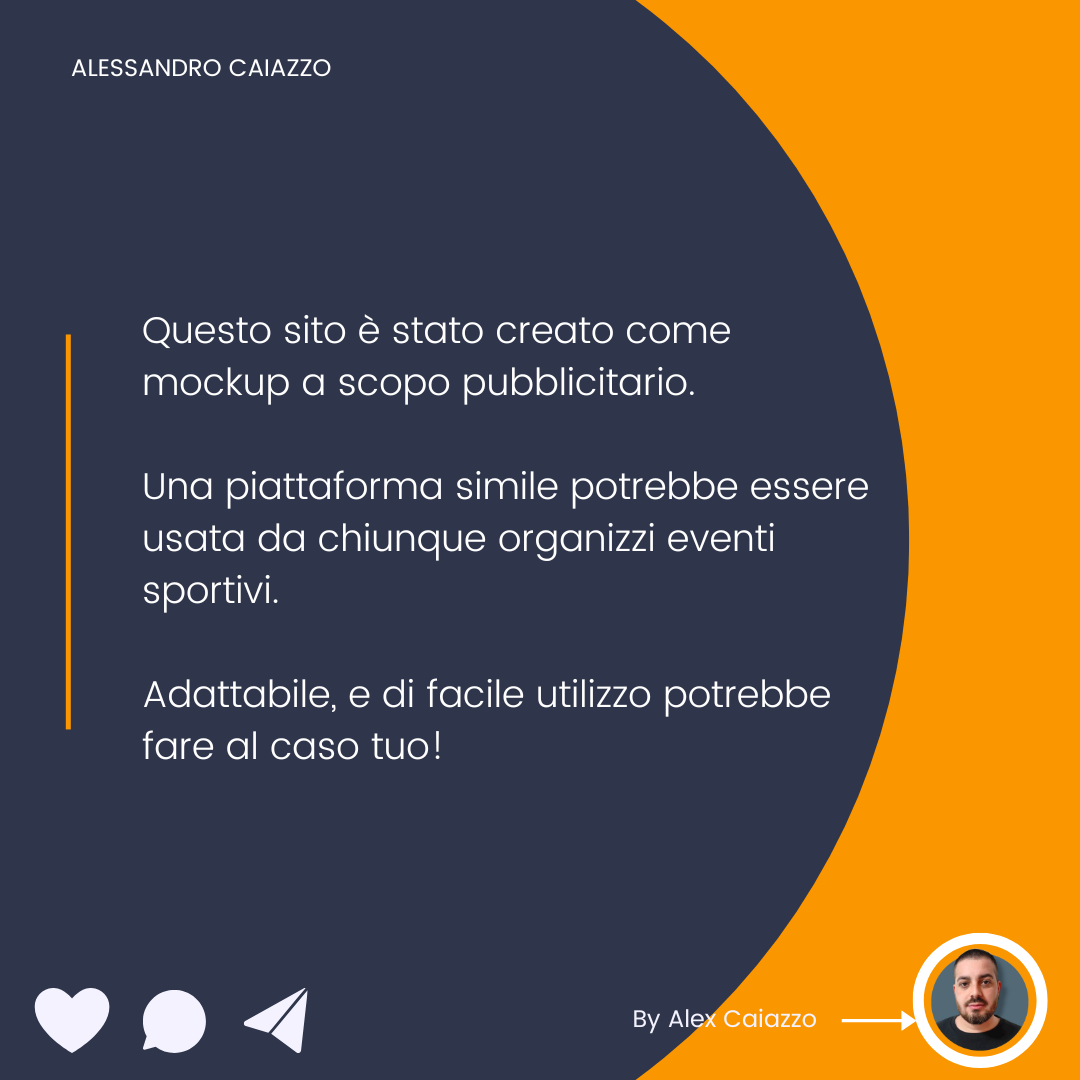 ALESSANDRO CAIAZZO
Questo sito è stato creato come
mockup a scopo pubblicitario.
Una piattaforma simile potrebbe essere
usata da chiunque organizzi eventi
sportivi.
Adattabile, e di facile utilizzo potrebbe
fare al caso tuo!
By Alex Caiazzo